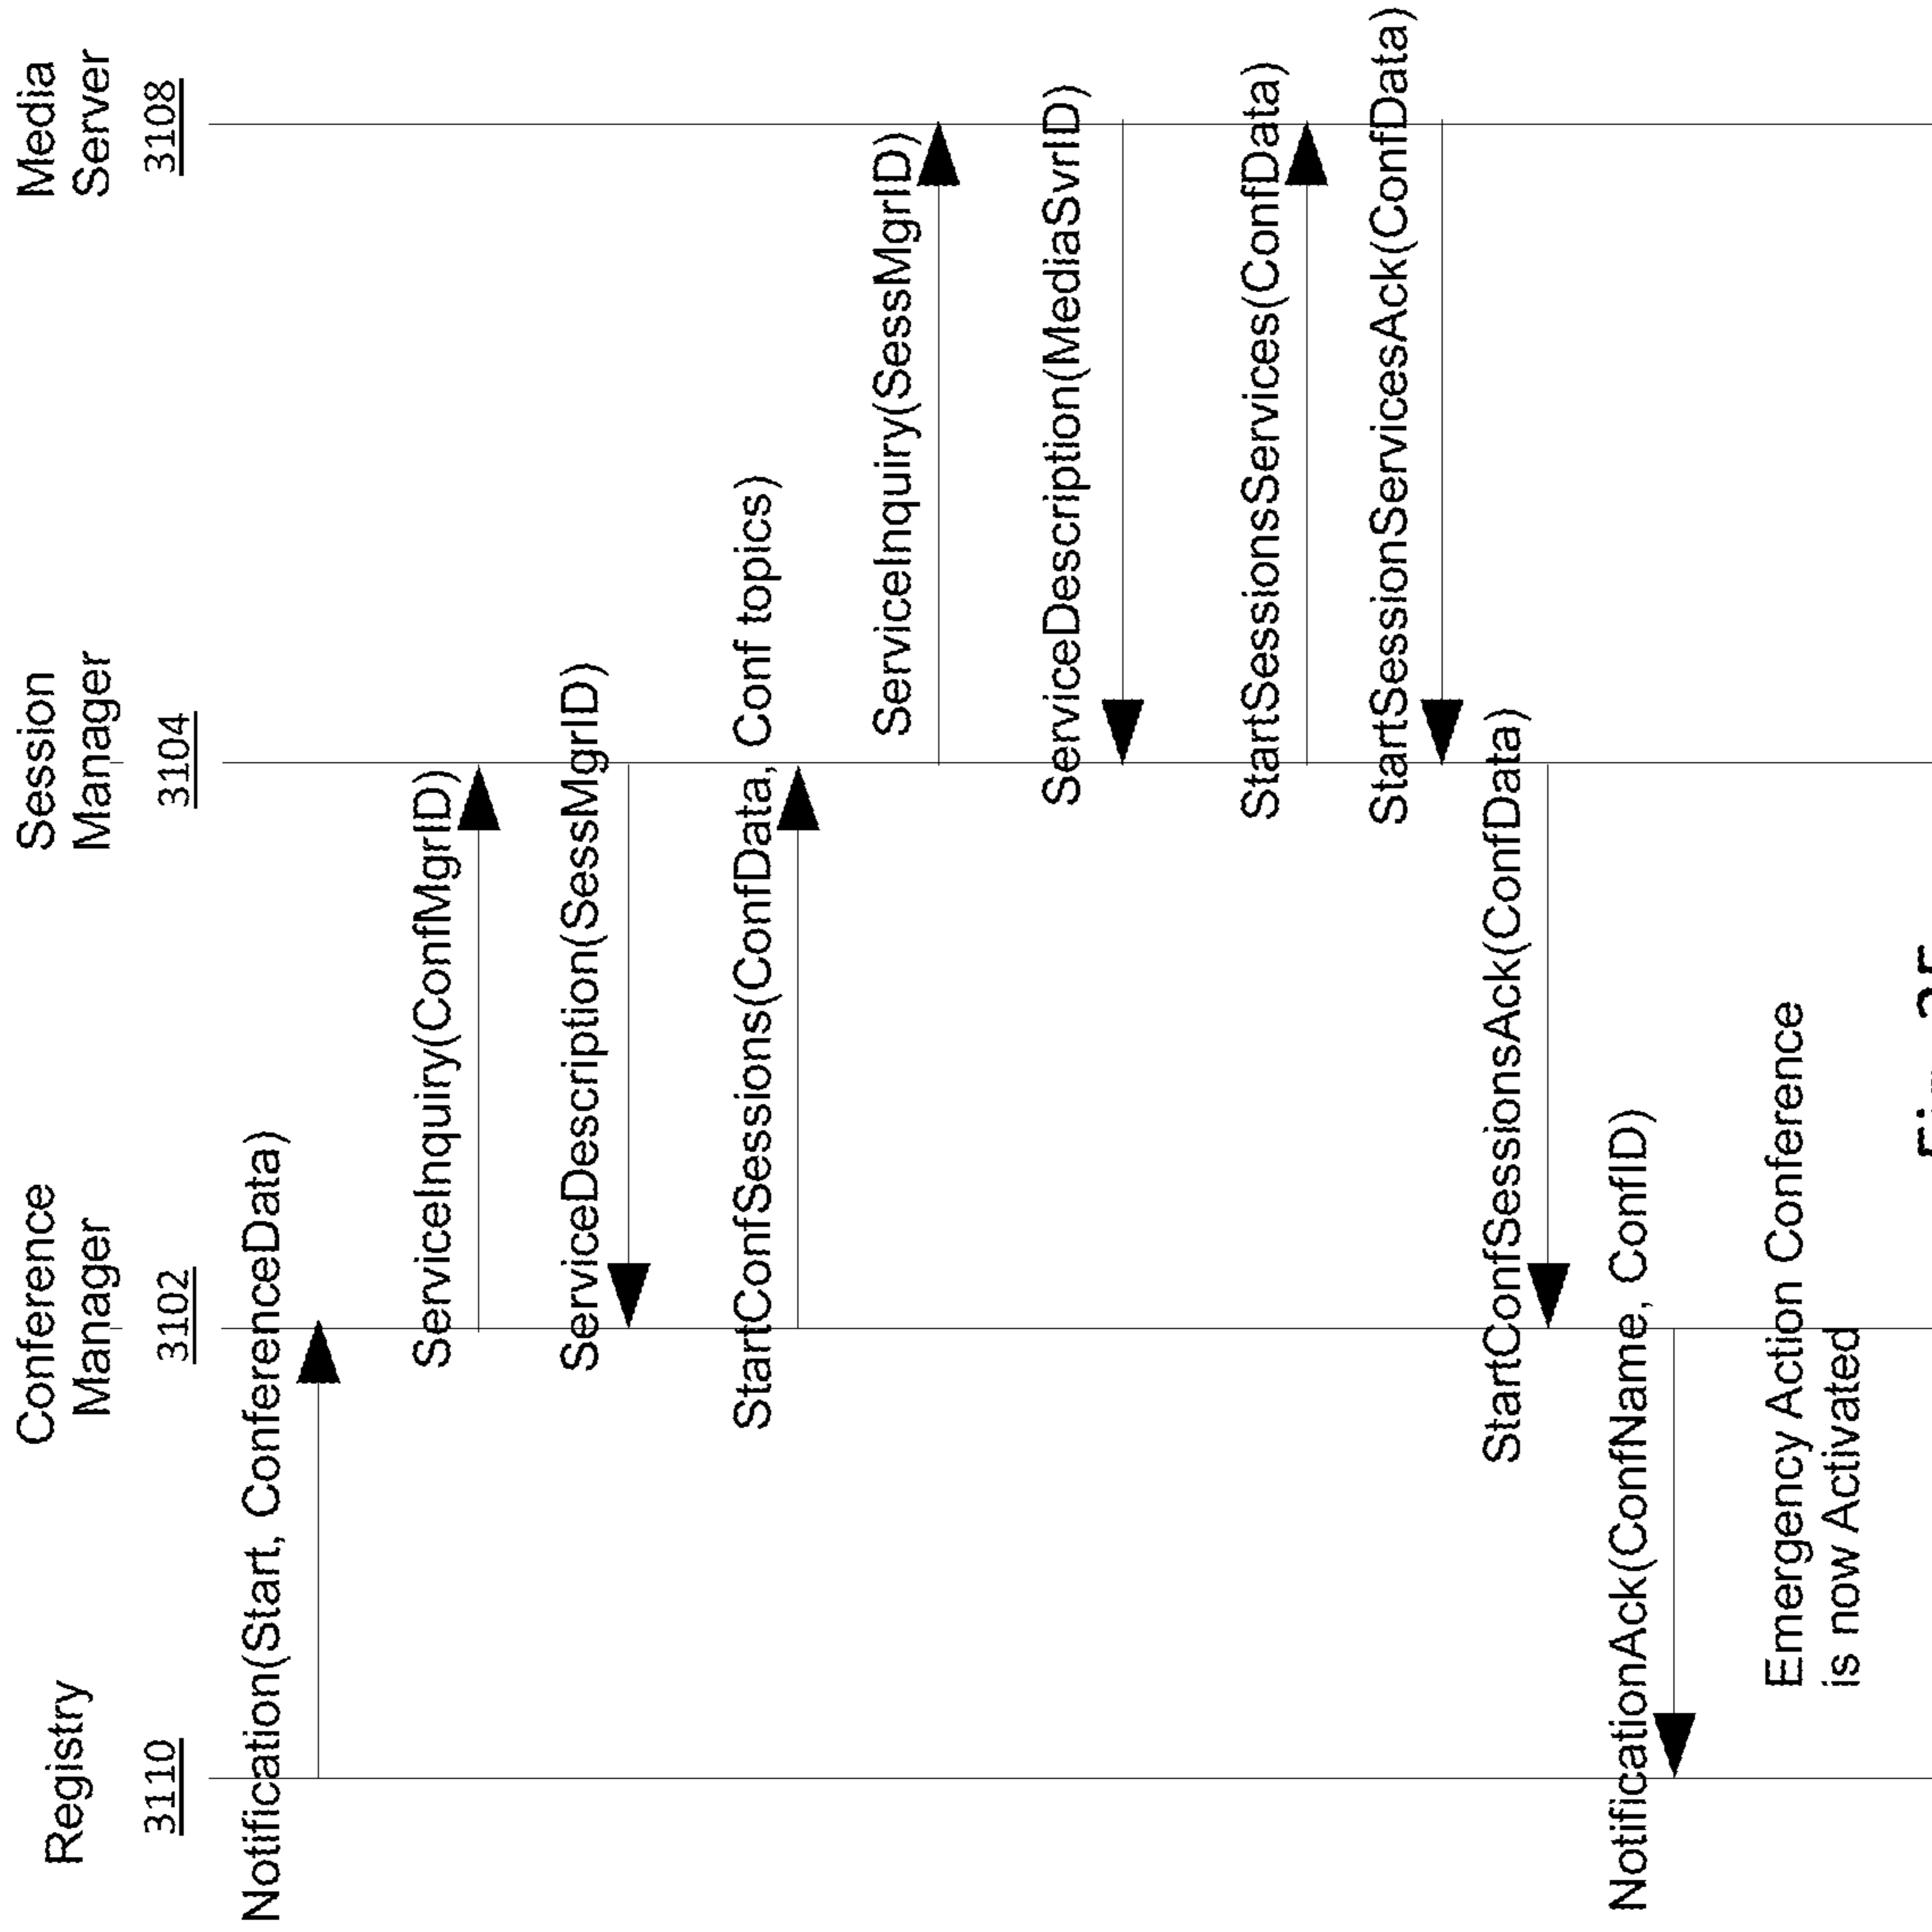 Registry
3110
Conference
Manager
3102
Session
Manager
3104
Media
Server
3108
Notification(Start, ConferenceData)
ServiceInquiry(ConfMgrID)
ServiceDescription(SessMgrID)
StartConfSessions(ConfData, Conf topics)
ServiceInquiry(SessMgrID)
ServiceDescription(MediaSvrID)
StartSessionsServices(ConfData)
StartSessionServicesAck(ConfData)
StartConfSessionsAck(ConfData)
NotificationAck(ConfName, ConfID)
Emergency Action Conference
is now Activated